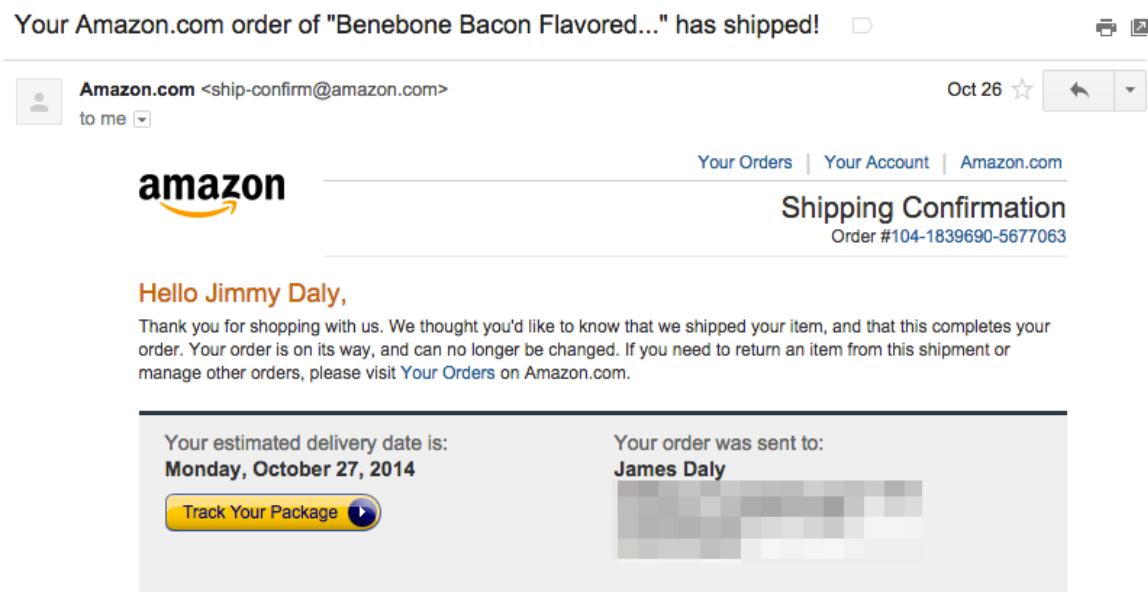 Your Amazon.com order of "Benebone Bacon Flavored..." has shipped!
Amazon.com <ship-confirm@amazon.com>
Oct 26
to me
Your Orders | Your Account | Amazon.com
amazon
Shipping Confirmation
Order #104-1839690-5677063
Hello Jimmy Daly,
Thank you for shopping with us. We thought you'd like to know that we shipped your item, and that this completes your
order. Your order is on its way, and can no longer be changed. If you need to return an item from this shipment or
manage other orders, please visit Your Orders on Amazon.com.
Your estimated delivery date is:
Monday, October 27, 2014
Track Your Package
Your order was sent to:
James Daly